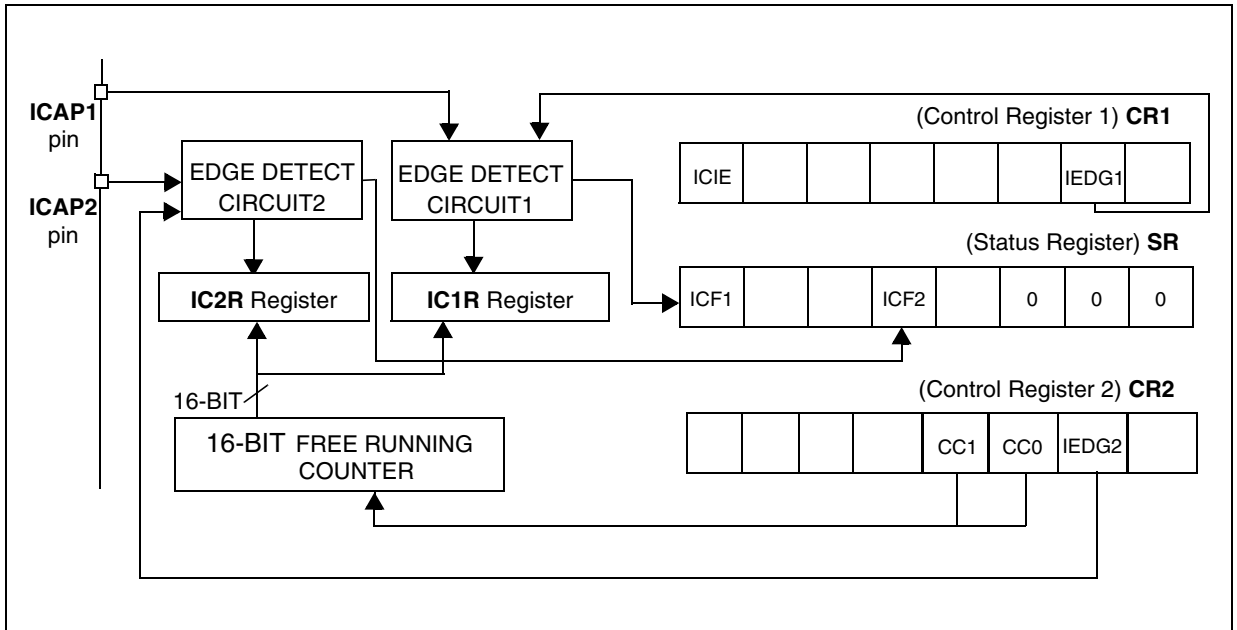 ICAP1
pin
ICAP2
pin
EDGE DETECT
CIRCUIT2
EDGE DETECT
CIRCUIT1
IC2R Register
IC1R Register
16-BIT
16-BIT FREE RUNNING
COUNTER
(Control Register 1) CR1
ICIE IEDG1
(Status Register) SR
ICF1 ICF2 0 0 0
(Control Register 2) CR2
CC1 CC0 IEDG2